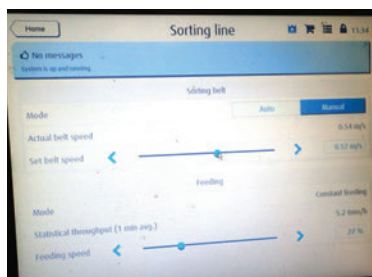 Home
Sorting line
11:34
No messages
System is up and running
Sorting belt
Mode
Auto
Manual
Actual belt speed
0.54 m/s
Set belt speed
0.57 m/s
Feeding
Mode
Constant feeding
Statistical throughput (1 min avg.)
5.2 tons/h
Feeding speed
27 %